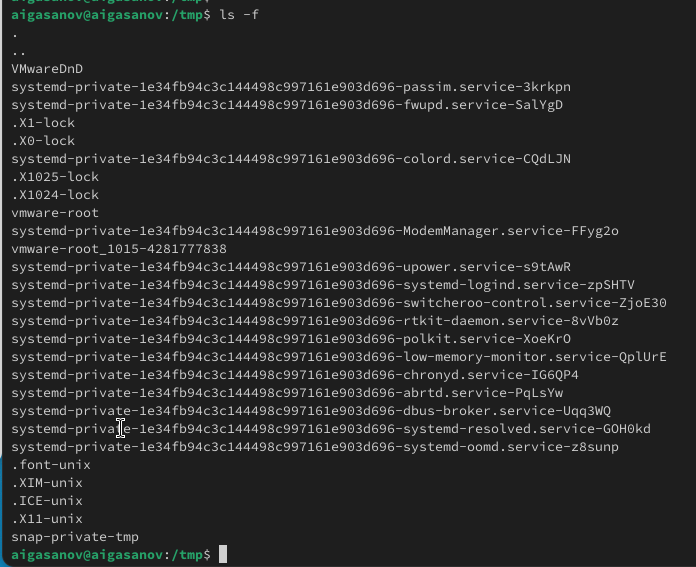 aigasanov@aigasanov:/tmp$ ls -f
.
..
VMwareDnD
systemd-private-1e34fb94c3c144498c997161e903d696-passim.service-3krkpn
systemd-private-1e34fb94c3c144498c997161e903d696-fwupd.service-SalYgD
.X1-lock
.X0-lock
systemd-private-1e34fb94c3c144498c997161e903d696-colord.service-CQdLJN
.X1025-lock
.X1024-lock
vmware-root
systemd-private-1e34fb94c3c144498c997161e903d696-ModemManager.service-FFyg2o
vmware-root_1015-4281777838
systemd-private-1e34fb94c3c144498c997161e903d696-upower.service-s9tAwR
systemd-private-1e34fb94c3c144498c997161e903d696-systemd-logind.service-zpSHTV
systemd-private-1e34fb94c3c144498c997161e903d696-switcheroo-control.service-ZjoE30
systemd-private-1e34fb94c3c144498c997161e903d696-rtkit-daemon.service-8vVb0z
systemd-private-1e34fb94c3c144498c997161e903d696-polkit.service-XoeKrO
systemd-private-1e34fb94c3c144498c997161e903d696-low-memory-monitor.service-QplUrE
systemd-private-1e34fb94c3c144498c997161e903d696-chronyd.service-IG6QP4
systemd-private-1e34fb94c3c144498c997161e903d696-abrtd.service-PqLsYw
systemd-private-1e34fb94c3c144498c997161e903d696-dbus-broker.service-Uqq3WQ
systemd-private-1e34fb94c3c144498c997161e903d696-systemd-resolved.service-GOH0kd
systemd-private-1e34fb94c3c144498c997161e903d696-systemd-oomd.service-z8sunp
.font-unix
.XIM-unix
.ICE-unix
.X11-unix
snap-private-tmp
aigasanov@aigasanov:/tmp$